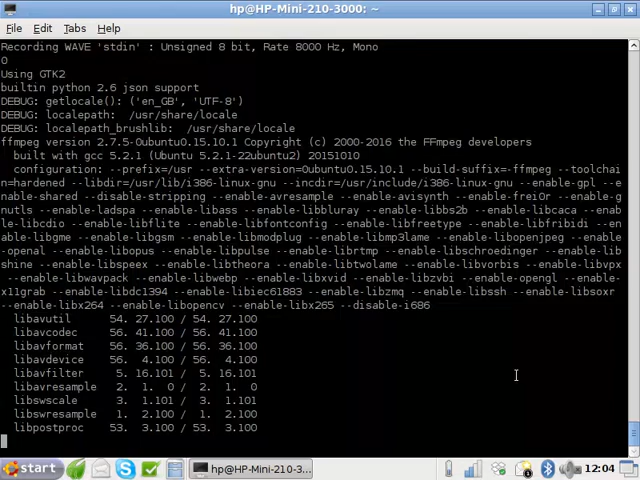 hp@HP-Mini-210-3000: ~
File Edit Tabs Help
Recording WAVE 'stdin' : Unsigned 8 bit, Rate 8000 Hz, Mono
0
Using GTK2
builtin python 2.6 json support
DEBUG: getlocale(): ('en_GB', 'UTF-8')
DEBUG: localepath: /usr/share/locale
DEBUG: localepath_brushlib: /usr/share/locale
ffmpeg version 2.7.5-0ubuntu0.15.10.1 Copyright (c) 2000-2016 the FFmpeg developers
built with gcc 5.2.1 (Ubuntu 5.2.1-22ubuntu2) 20151010
configuration: --prefix=/usr --extra-version=0ubuntu0.15.10.1 --build-suffix=-ffmpeg --toolchai
n=hardened --libdir=/usr/lib/i386-linux-gnu --incdir=/usr/include/i386-linux-gnu --enable-gpl --e
nable-shared --disable-stripping --enable-avresample --enable-avisynth --enable-frei0r --enable-g
nutls --enable-ladspa --enable-libass --enable-libbluray --enable-libbs2b --enable-libcaca --enab
le-libcdio --enable-libflite --enable-libfontconfig --enable-libfreetype --enable-libfribidi --en
able-libgme --enable-libgsm --enable-libmodplug --enable-libmp3lame --enable-libopenjpeg --enable
-openal --enable-libopus --enable-libpulse --enable-librtmp --enable-libschroedinger --enable-lib
shine --enable-libspeex --enable-libtheora --enable-libtwolame --enable-libvorbis --enable-libvpx
--enable-libwavpack --enable-libwebp --enable-libxvid --enable-libzvbi --enable-opengl --enable-
x11grab --enable-libdc1394 --enable-libiec61883 --enable-libzmq --enable-libssh --enable-libsoxr
--enable-libx264 --enable-libopencv --enable-libx265 --disable-i686
libavutil 54. 27.100 / 54. 27.100
libavcodec 56. 41.100 / 56. 41.100
libavformat 56. 36.100 / 56. 36.100
libavdevice 56. 4.100 / 56. 4.100
libavfilter 5. 16.101 / 5. 16.101
libavresample 2. 1. 0 / 2. 1. 0
libswscale 3. 1.101 / 3. 1.101
libswresample 1. 2.100 / 1. 2.100
libpostproc 53. 3.100 / 53. 3.100
start hp@HP-Mini-210-3... 12:04